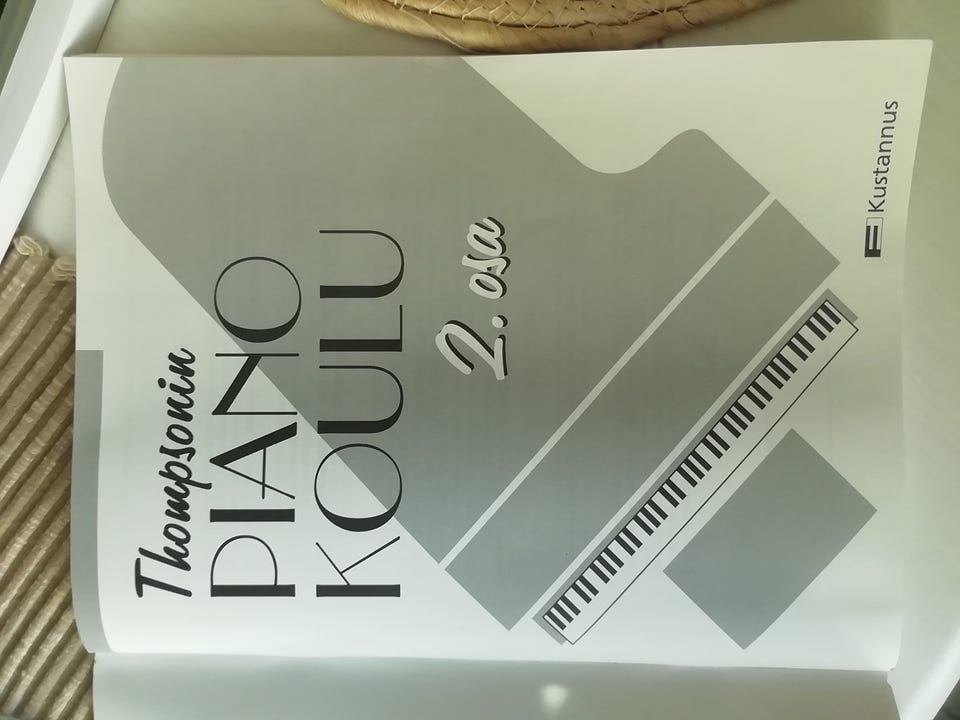 Thompsonin
PIANO
KOULU
2. osa
F Kustannus